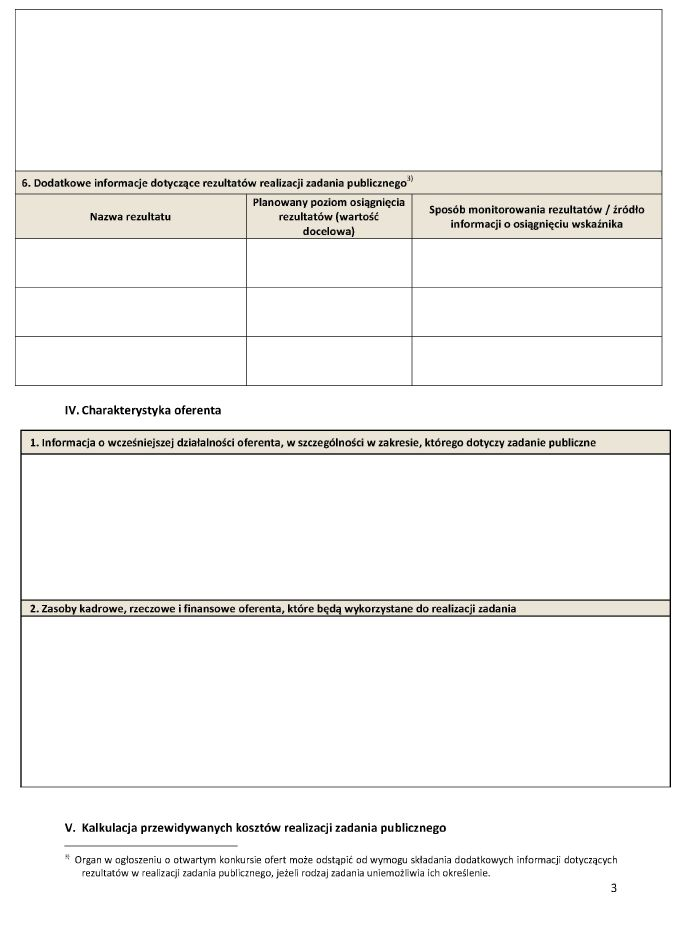 6. Dodatkowe informacje dotyczące rezultatów realizacji zadania publicznego3)
Nazwa rezultatu
Planowany poziom osiągnięcia
rezultatów (wartość
docelowa)
Sposób monitorowania rezultatów / źródło
informacji o osiągnięciu wskaźnika
IV. Charakterystyka oferenta
1. Informacja o wcześniejszej działalności oferenta, w szczególności w zakresie, którego dotyczy zadanie publiczne
2. Zasoby kadrowe, rzeczowe i finansowe oferenta, które będą wykorzystane do realizacji zadania
V. Kalkulacja przewidywanych kosztów realizacji zadania publicznego
3) Organ w ogłoszeniu o otwartym konkursie ofert może odstąpić od wymogu składania dodatkowych informacji dotyczących
rezultatów w realizacji zadania publicznego, jeżeli rodzaj zadania uniemożliwia ich określenie.
3